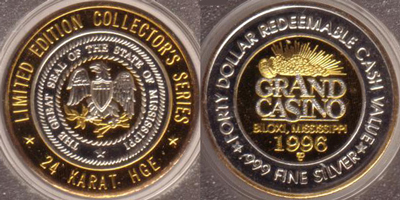 LIMITED EDITION COLLECTOR'S SERIES
THE GREAT SEAL OF THE STATE OF MISSISSIPPI
24 KARAT HGE
FORTY DOLLAR REDEEMABLE CASH VALUE
GRAND
CASINO
BILOXI, MISSISSIPPI
1996
.999 FINE SILVER